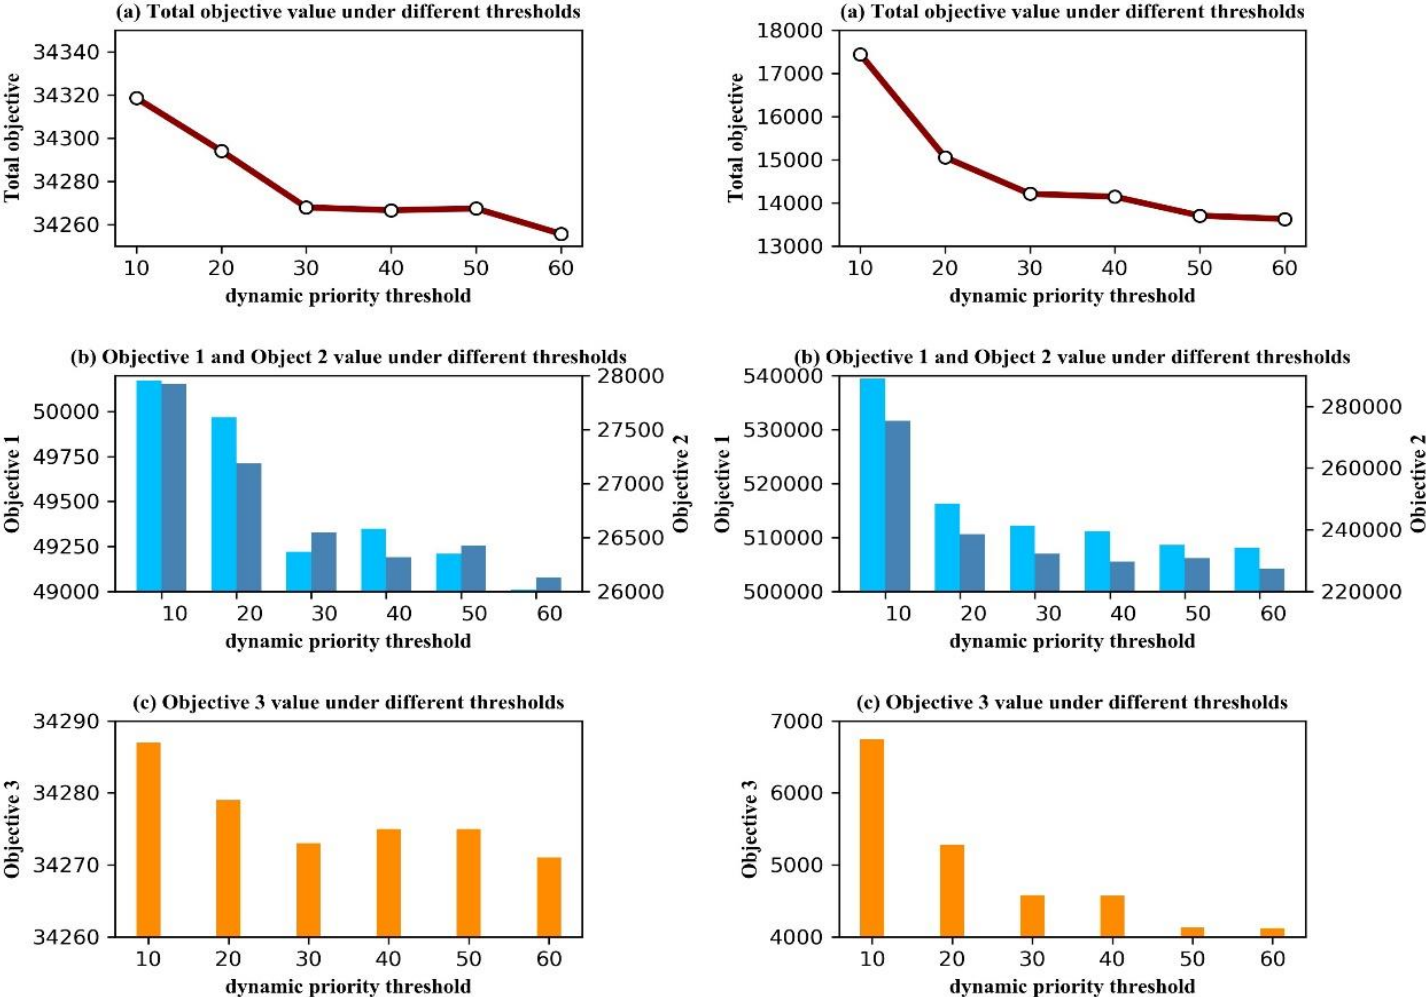 (a) Total objective value under different thresholds
Total objective
34340
34320
34300
34280
34260
10 20 30 40 50 60
dynamic priority threshold
(a) Total objective value under different thresholds
Total objective
18000
17000
16000
15000
14000
13000
10 20 30 40 50 60
dynamic priority threshold
(b) Objective 1 and Object 2 value under different thresholds
Objective 1
50000
49750
49500
49250
49000
28000
27500
27000
26500
26000
Objective 2
10 20 30 40 50 60
dynamic priority threshold
(b) Objective 1 and Object 2 value under different thresholds
Objective 1
540000
530000
520000
510000
500000
280000
260000
240000
220000
Objective 2
10 20 30 40 50 60
dynamic priority threshold
(c) Objective 3 value under different thresholds
Objective 3
34290
34280
34270
34260
10 20 30 40 50 60
dynamic priority threshold
(c) Objective 3 value under different thresholds
Objective 3
7000
6000
5000
4000
10 20 30 40 50 60
dynamic priority threshold